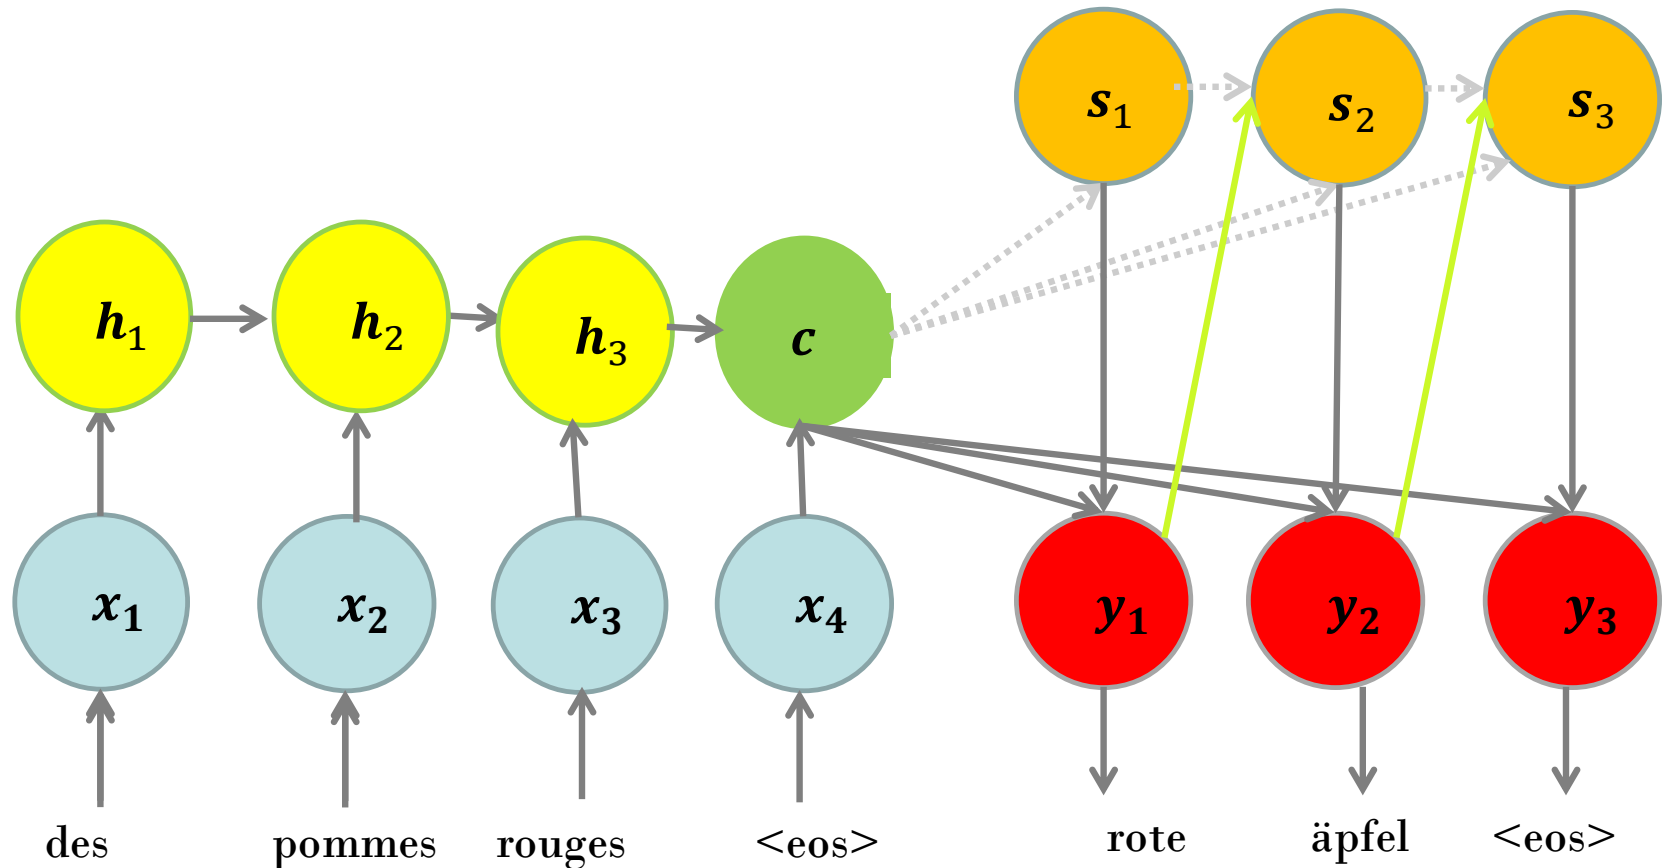 s₁ s₂ s₃
h₁ h₂ h₃ c
x₁ x₂ x₃ x₄ y₁ y₂ y₃
des pommes rouges <eos> rote äpfel <eos>